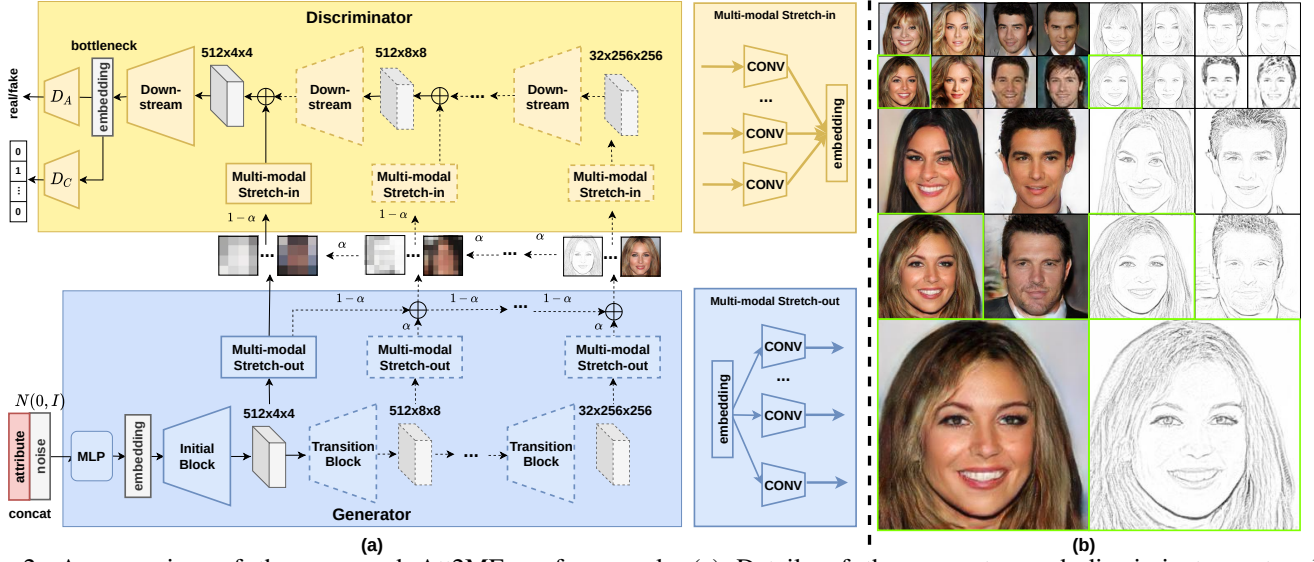 Discriminator
bottleneck
512x4x4
512x8x8
32x256x256
real/fake
D_A
embedding
Down-
stream
Down-
stream
...
Down-
stream
0
1
⋮
0
D_C
Multi-modal
Stretch-in
Multi-modal
Stretch-in
Multi-modal
Stretch-in
1 − α
1 − α
...
α
...
α
...
α
...
1 − α
1 − α
...
1 − α
α
α
Multi-modal
Stretch-out
Multi-modal
Stretch-out
Multi-modal
Stretch-out
N(0, I)
512x4x4
512x8x8
32x256x256
attribute
noise
MLP
embedding
Initial
Block
Transition
Block
...
Transition
Block
concat
Generator
(a)
Multi-modal Stretch-in
CONV
...
CONV
CONV
embedding
Multi-modal Stretch-out
embedding
CONV
...
CONV
CONV
(b)